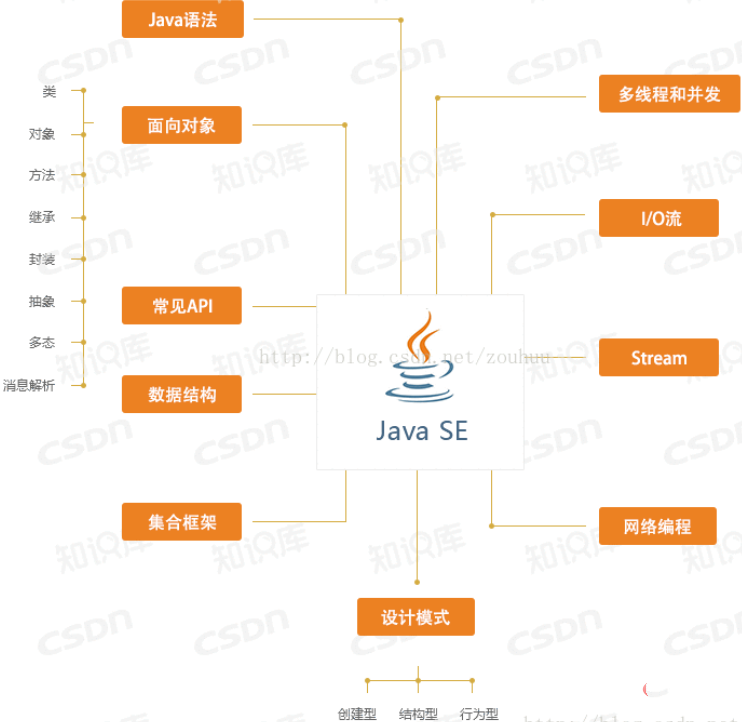 Java语法
多线程和并发
类
面向对象
对象
方法
继承
I/O流
封装
抽象
常见API
多态
http://blog.csdn.net/zouhuu
Stream
消息解析
数据结构
Java SE
集合框架
网络编程
设计模式
创建型
结构型
行为型
CSDN
知识库